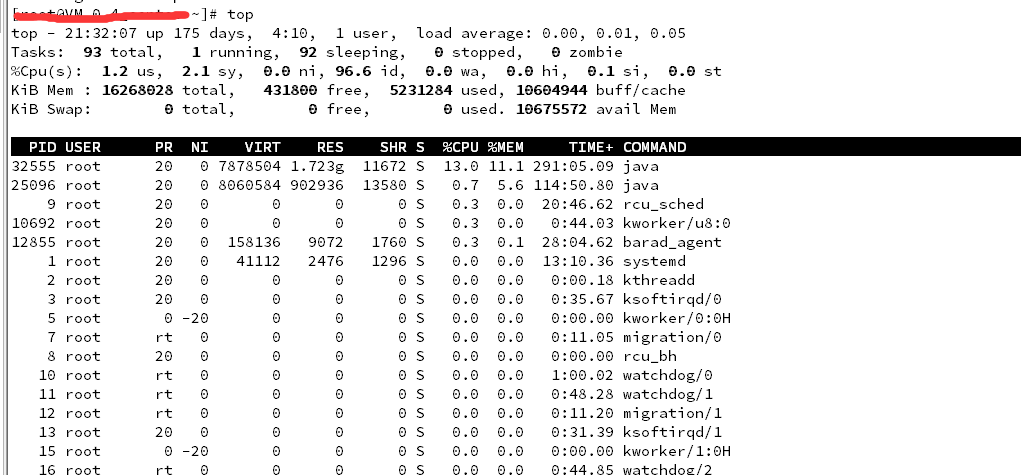 ~]# top
top - 21:32:07 up 175 days,  4:10,  1 user,  load average: 0.00, 0.01, 0.05
Tasks:  93 total,   1 running,  92 sleeping,   0 stopped,   0 zombie
%Cpu(s):  1.2 us,  2.1 sy,  0.0 ni, 96.6 id,  0.0 wa,  0.0 hi,  0.1 si,  0.0 st
KiB Mem : 16268028 total,   431800 free,  5231284 used, 10604944 buff/cache
KiB Swap:        0 total,        0 free,        0 used. 10675572 avail Mem
PID USER      PR  NI    VIRT    RES    SHR S  %CPU %MEM     TIME+ COMMAND
32555 root      20   0 7878504 1.723g  11672 S  13.0 11.1 291:05.09 java
25096 root      20   0 8060584 902936  13580 S   0.7  5.6 114:50.80 java
9 root      20   0       0      0      0 S   0.3  0.0  20:46.62 rcu_sched
10692 root      20   0       0      0      0 S   0.3  0.0   0:44.03 kworker/u8:0
12855 root      20   0  158136   9072   1760 S   0.3  0.1  28:04.62 barad_agent
1 root      20   0   41112   2476   1296 S   0.0  0.0  13:10.36 systemd
2 root      20   0       0      0      0 S   0.0  0.0   0:00.18 kthreadd
3 root      20   0       0      0      0 S   0.0  0.0   0:35.67 ksoftirqd/0
5 root       0 -20       0      0      0 S   0.0  0.0   0:00.00 kworker/0:0H
7 root      rt   0       0      0      0 S   0.0  0.0   0:11.05 migration/0
8 root      20   0       0      0      0 S   0.0  0.0   0:00.00 rcu_bh
10 root      rt   0       0      0      0 S   0.0  0.0   1:00.02 watchdog/0
11 root      rt   0       0      0      0 S   0.0  0.0   0:48.28 watchdog/1
12 root      rt   0       0      0      0 S   0.0  0.0   0:11.20 migration/1
13 root      20   0       0      0      0 S   0.0  0.0   0:31.39 ksoftirqd/1
15 root       0 -20       0      0      0 S   0.0  0.0   0:00.00 kworker/1:0H
16 root      rt   0       0      0      0 S   0.0  0.0   0:44.85 watchdog/2